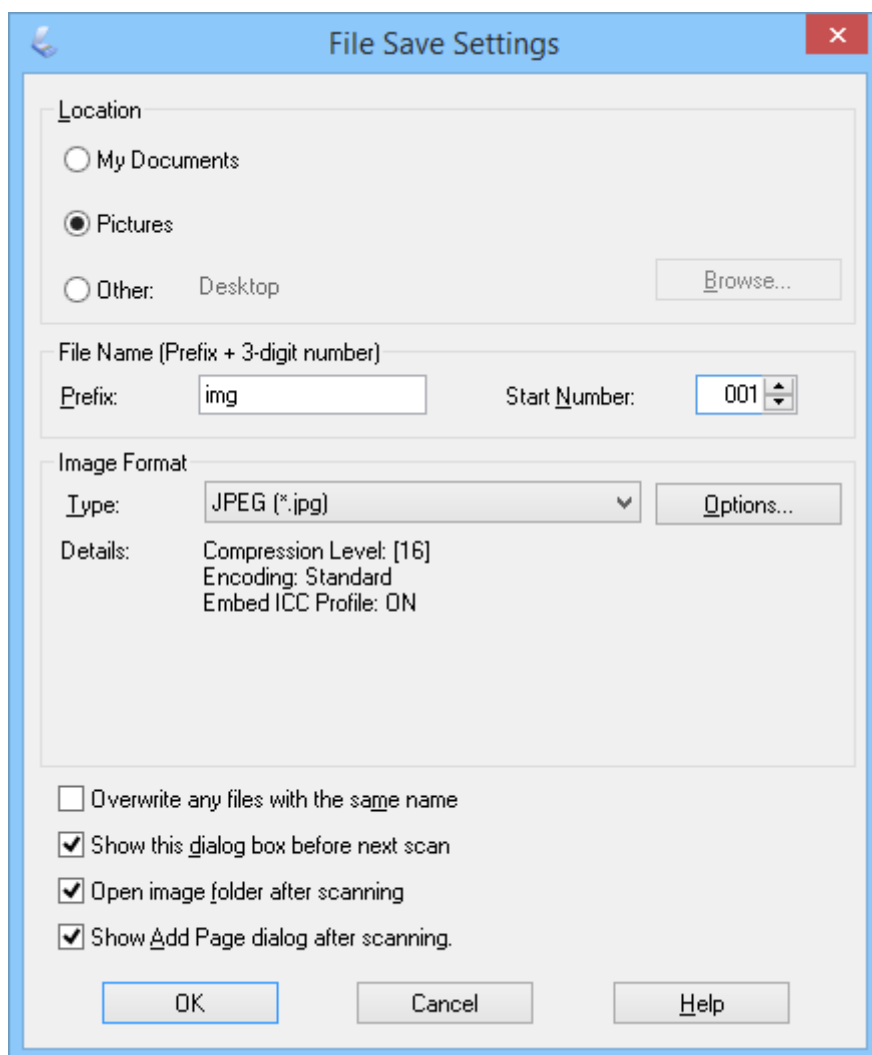 File Save Settings
Location
My Documents
Pictures
Other: Desktop Browse...
File Name (Prefix + 3-digit number)
Prefix: img Start Number: 001
Image Format
Type: JPEG (*.jpg) Options...
Details: Compression Level: [16]
Encoding: Standard
Embed ICC Profile: ON
Overwrite any files with the same name
Show this dialog box before next scan
Open image folder after scanning
Show Add Page dialog after scanning.
OK Cancel Help